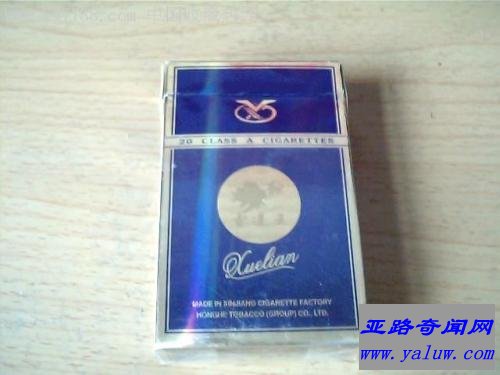 20 CLASS A CIGARETTES
Xuelian
MADE IN XINJIANG CIGARETTE FACTORY
HONGHE TOBACCO (GROUP) CO., LTD.
亚路奇闻网
www.yaluw.com